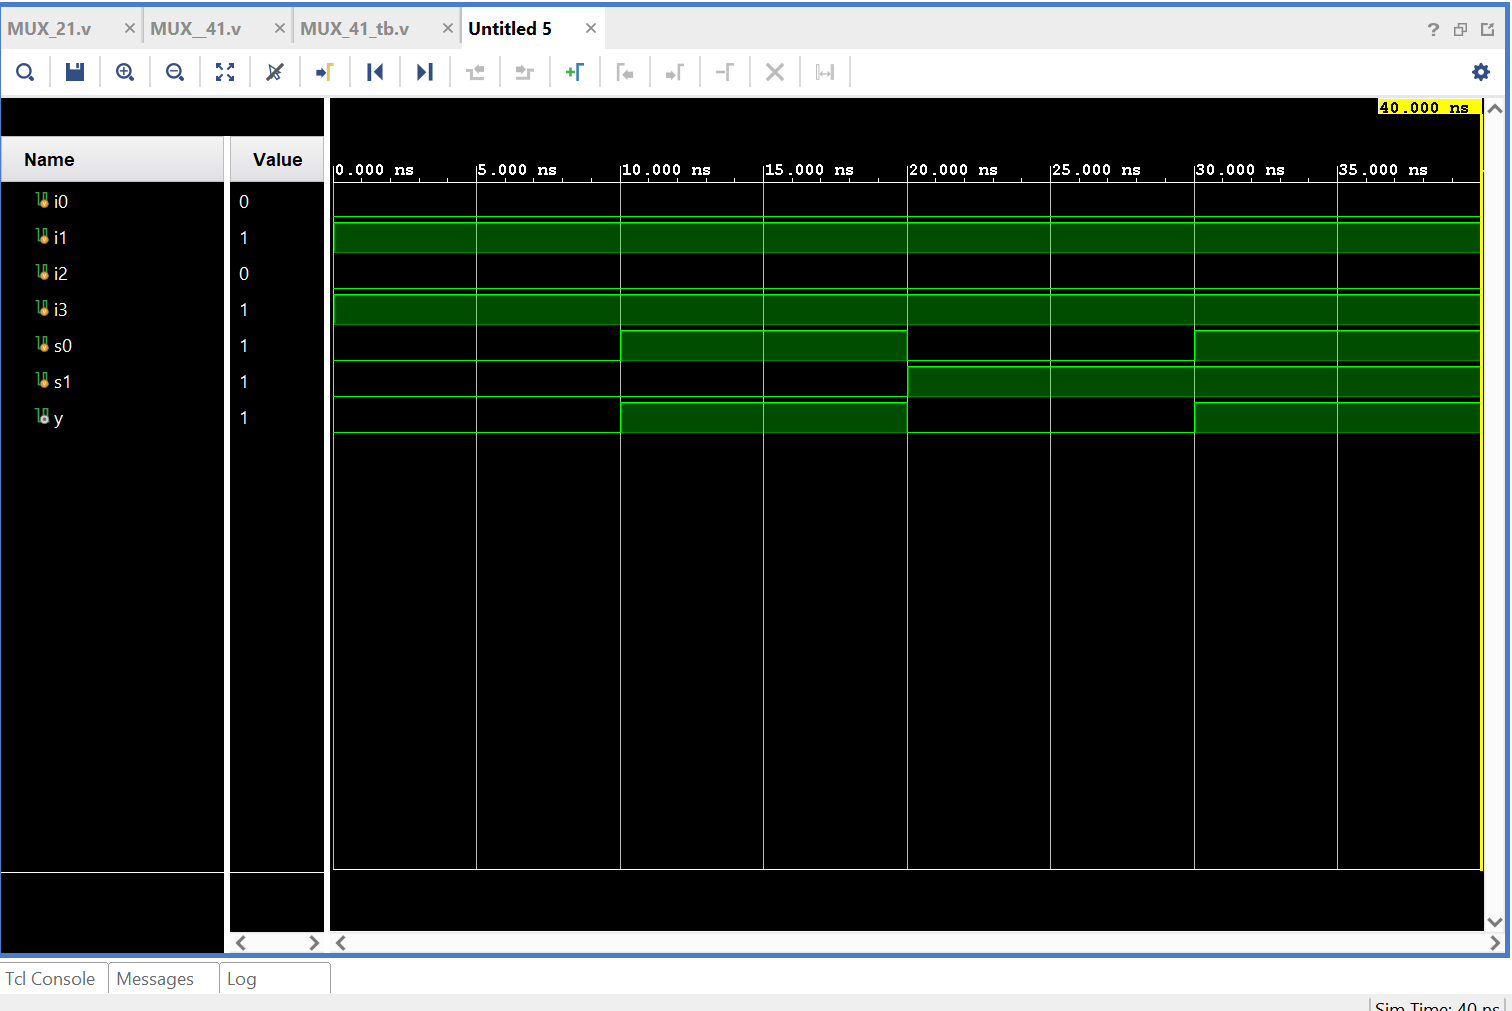 MUX_21.v MUX__41.v MUX_41_tb.v Untitled 5
40.000 ns
Name Value
0.000 ns 5.000 ns 10.000 ns 15.000 ns 20.000 ns 25.000 ns 30.000 ns 35.000 ns
i0 0
i1 1
i2 0
i3 1
s0 1
s1 1
y 1
Tcl Console Messages Log
Sim Time: 40 ns